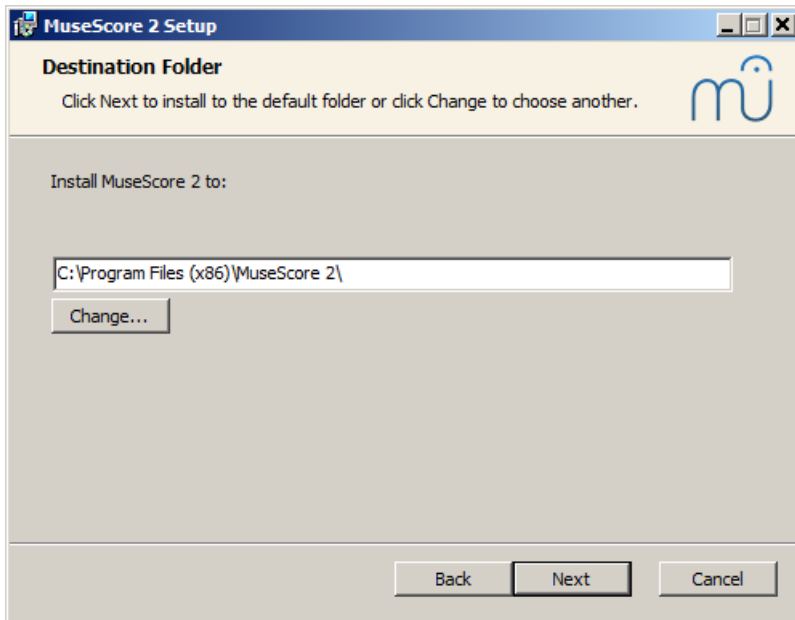 MuseScore 2 Setup
Destination Folder
Click Next to install to the default folder or click Change to choose another.
Install MuseScore 2 to:
C:\Program Files (x86)\MuseScore 2\
Change...
Back Next Cancel